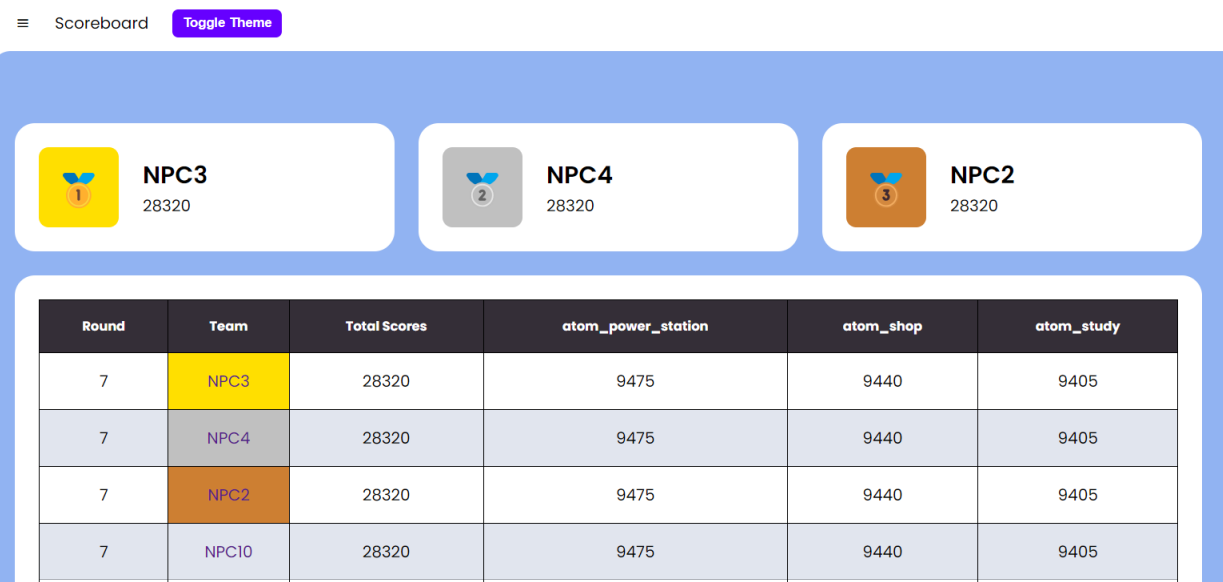 Scoreboard Toggle Theme
1 NPC3
28320
2 NPC4
28320
3 NPC2
28320
Round Team Total Scores atom_power_station atom_shop atom_study
7 NPC3 28320 9475 9440 9405
7 NPC4 28320 9475 9440 9405
7 NPC2 28320 9475 9440 9405
7 NPC10 28320 9475 9440 9405